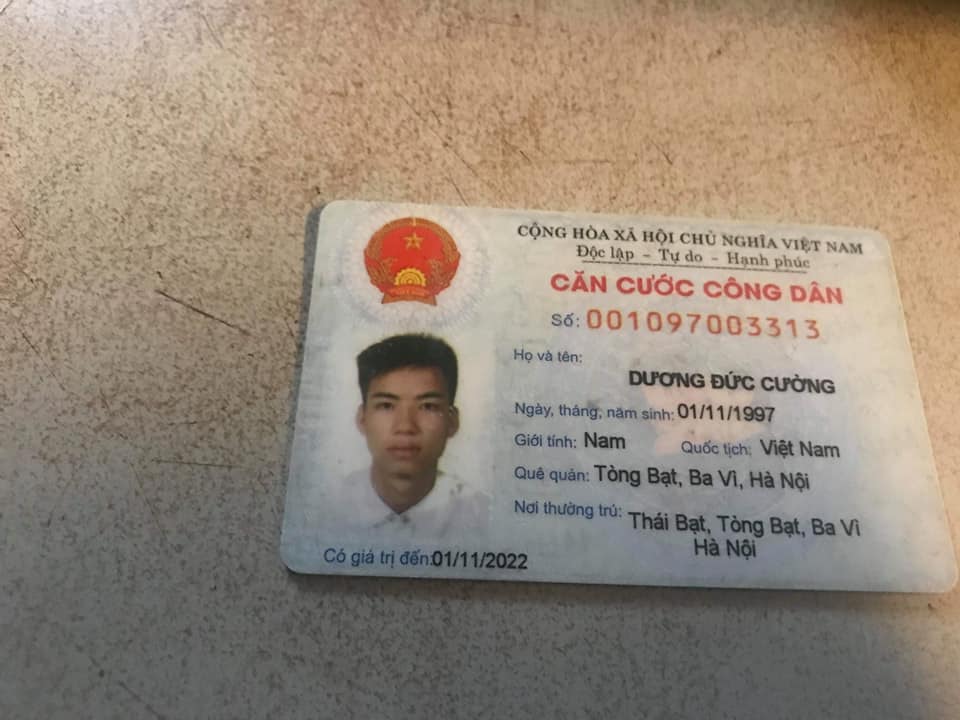 CỘNG HÒA XÃ HỘI CHỦ NGHĨA VIỆT NAM
Độc lập - Tự do - Hạnh phúc
CĂN CƯỚC CÔNG DÂN
Số: 001097003313
Họ và tên:
DƯƠNG ĐỨC CƯỜNG
Ngày, tháng, năm sinh: 01/11/1997
Giới tính: Nam Quốc tịch: Việt Nam
Quê quán: Tòng Bạt, Ba Vì, Hà Nội
Nơi thường trú: Thái Bạt, Tòng Bạt, Ba Vì
Hà Nội
Có giá trị đến: 01/11/2022